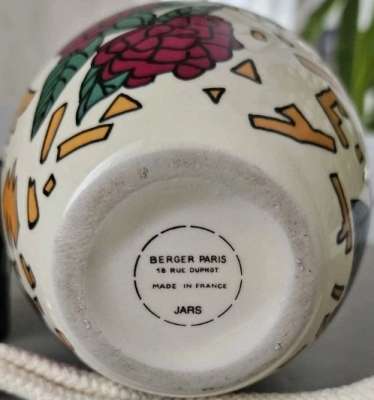 BERGER PARIS
18 RUE DUPHOT
MADE IN FRANCE
JARS